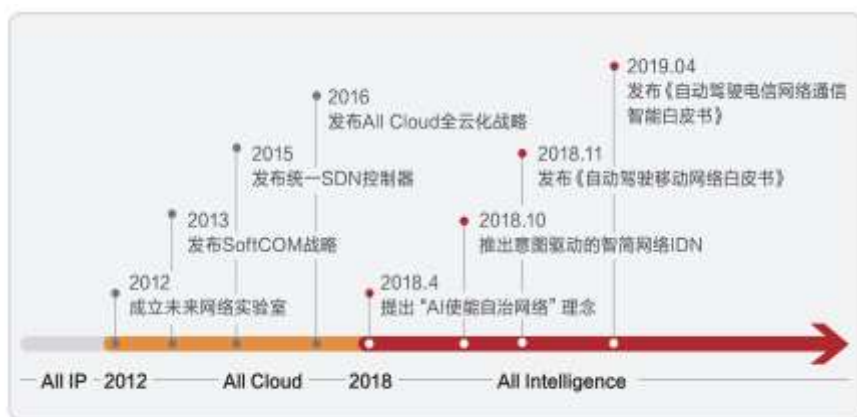 2019.04
发布《自动驾驶电信网络通信
智能白皮书》
2016
发布All Cloud全云化战略
2018.11
发布《自动驾驶移动网络白皮书》
2015
发布统一SDN控制器
2018.10
推出意图驱动的智简网络IDN
2013
发布SoftCOM战略
2018.4
提出“AI使能自治网络”理念
2012
成立未来网络实验室
All IP 2012 All Cloud 2018 All Intelligence